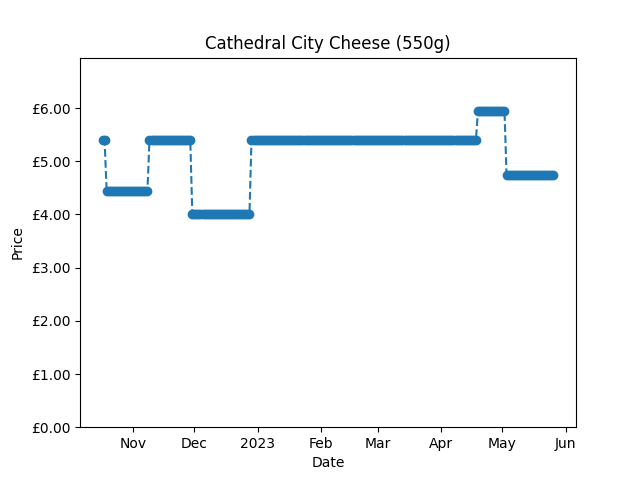 Cathedral City Cheese (550g)
£6.00
£5.00
£4.00
£3.00
£2.00
£1.00
£0.00
Price
Nov Dec 2023 Feb Mar Apr May Jun
Date